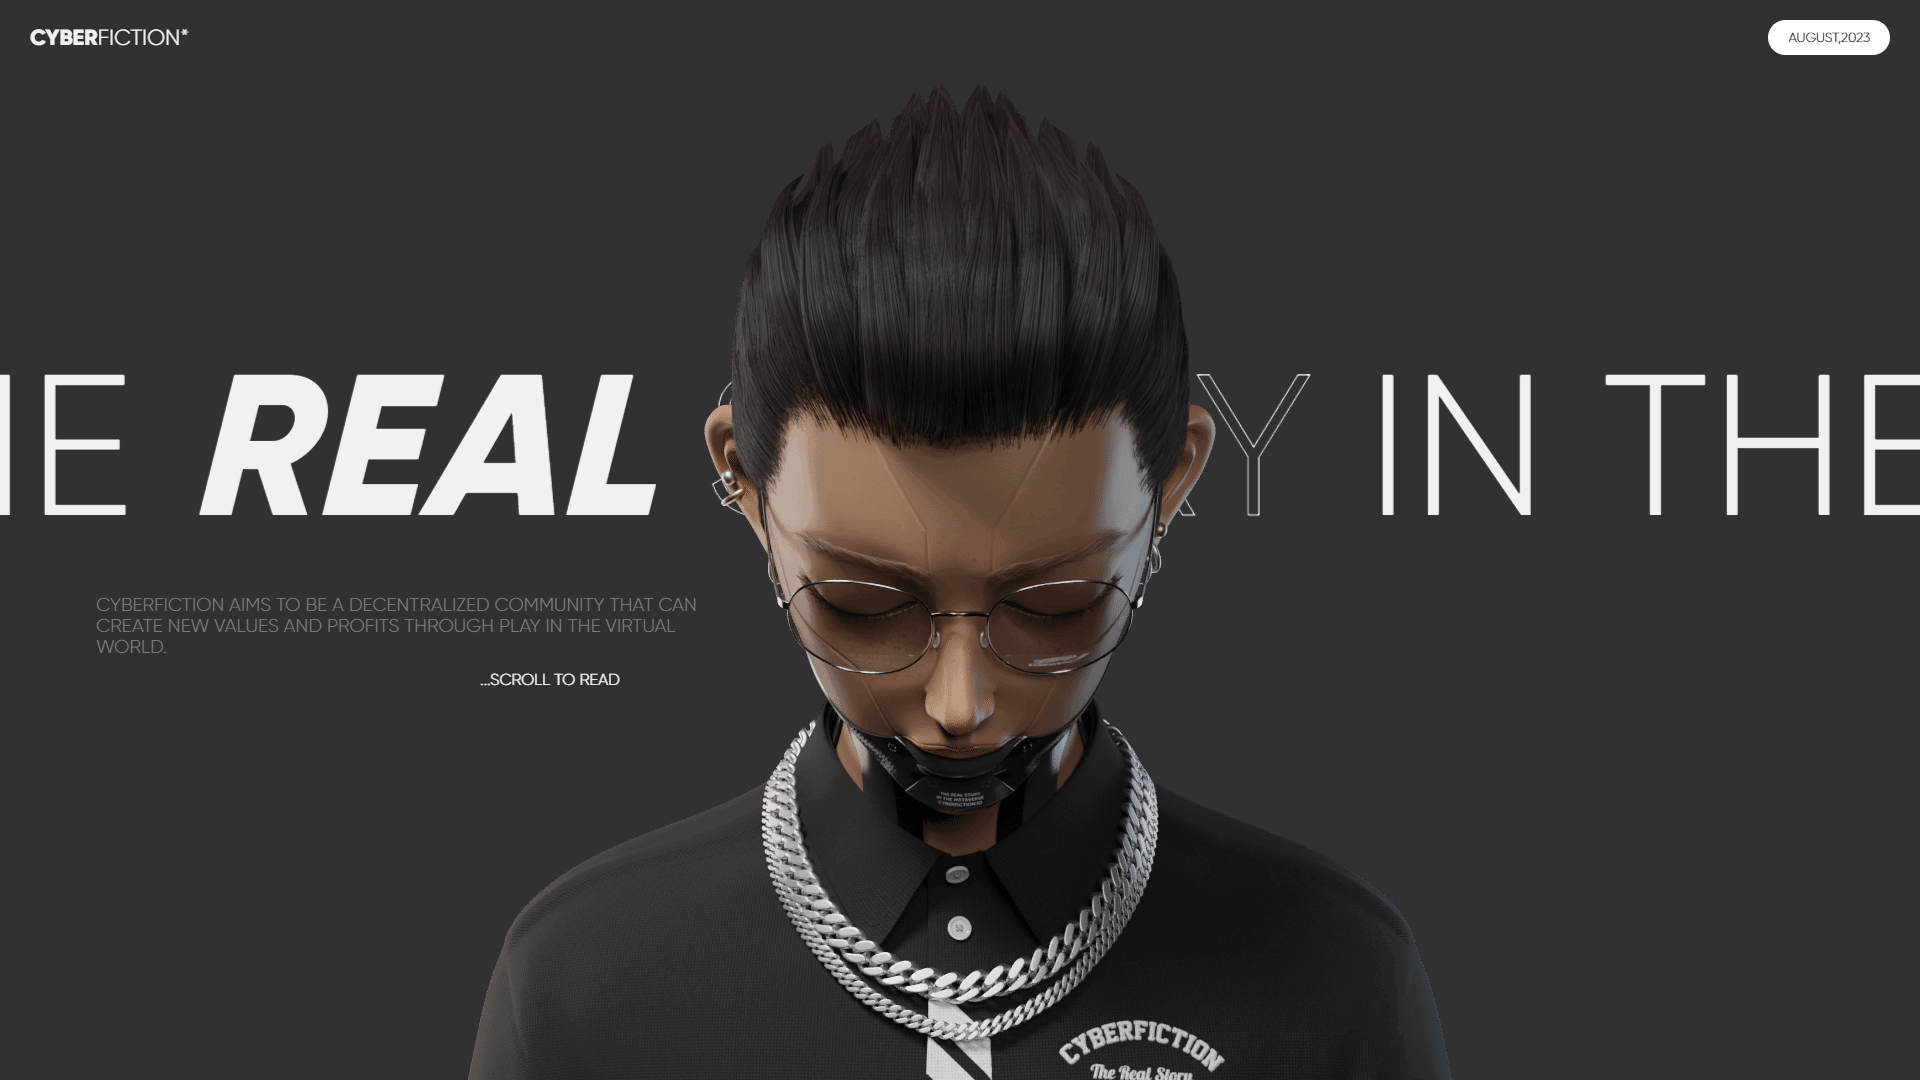 CYBERFICTION*
AUGUST,2023
HE REAL
Y IN THE
CYBERFICTION AIMS TO BE A DECENTRALIZED COMMUNITY THAT CAN
CREATE NEW VALUES AND PROFITS THROUGH PLAY IN THE VIRTUAL
WORLD.
...SCROLL TO READ
THE REAL STORY
IN THE METAVERSE
CYBERFICTION.IO
CYBERFICTION
The Real Story